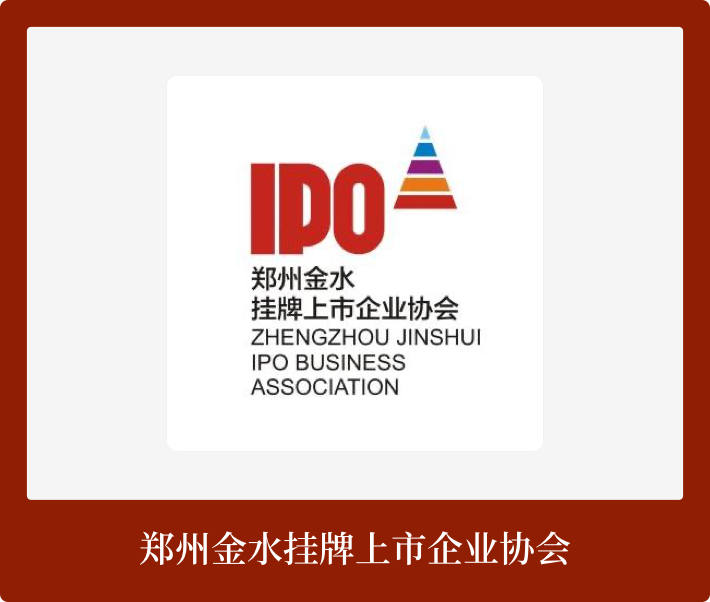 IPO
郑州金水
挂牌上市企业协会
ZHENGZHOU JINSHUI
IPO BUSINESS
ASSOCIATION
郑州金水挂牌上市企业协会